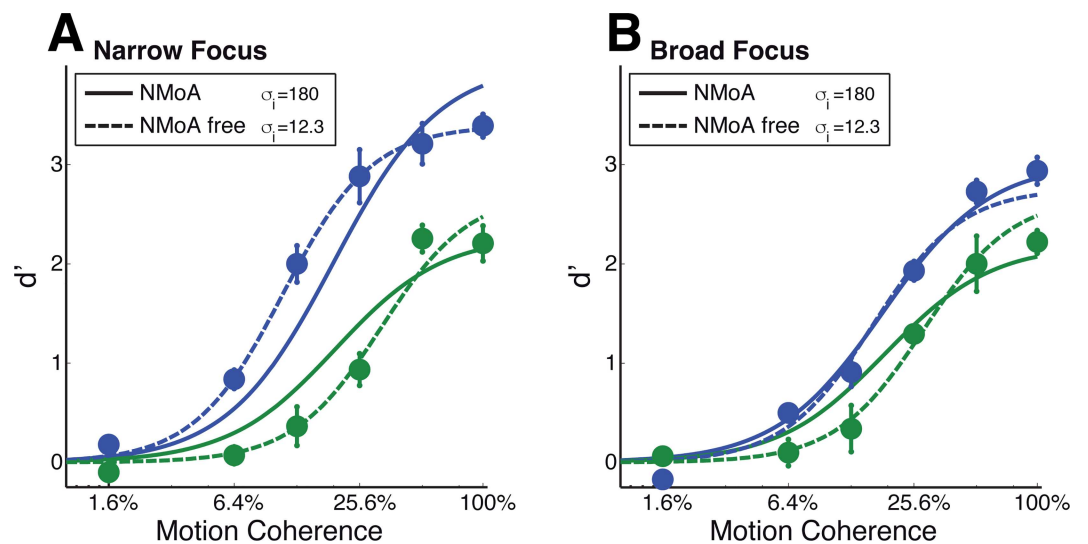 A Narrow Focus
NMoA σi=180
NMoA free σi=12.3
3
2
1
0
d’
1.6% 6.4% 25.6% 100%
Motion Coherence
B Broad Focus
NMoA σi=180
NMoA free σi=12.3
3
2
1
0
d’
1.6% 6.4% 25.6% 100%
Motion Coherence